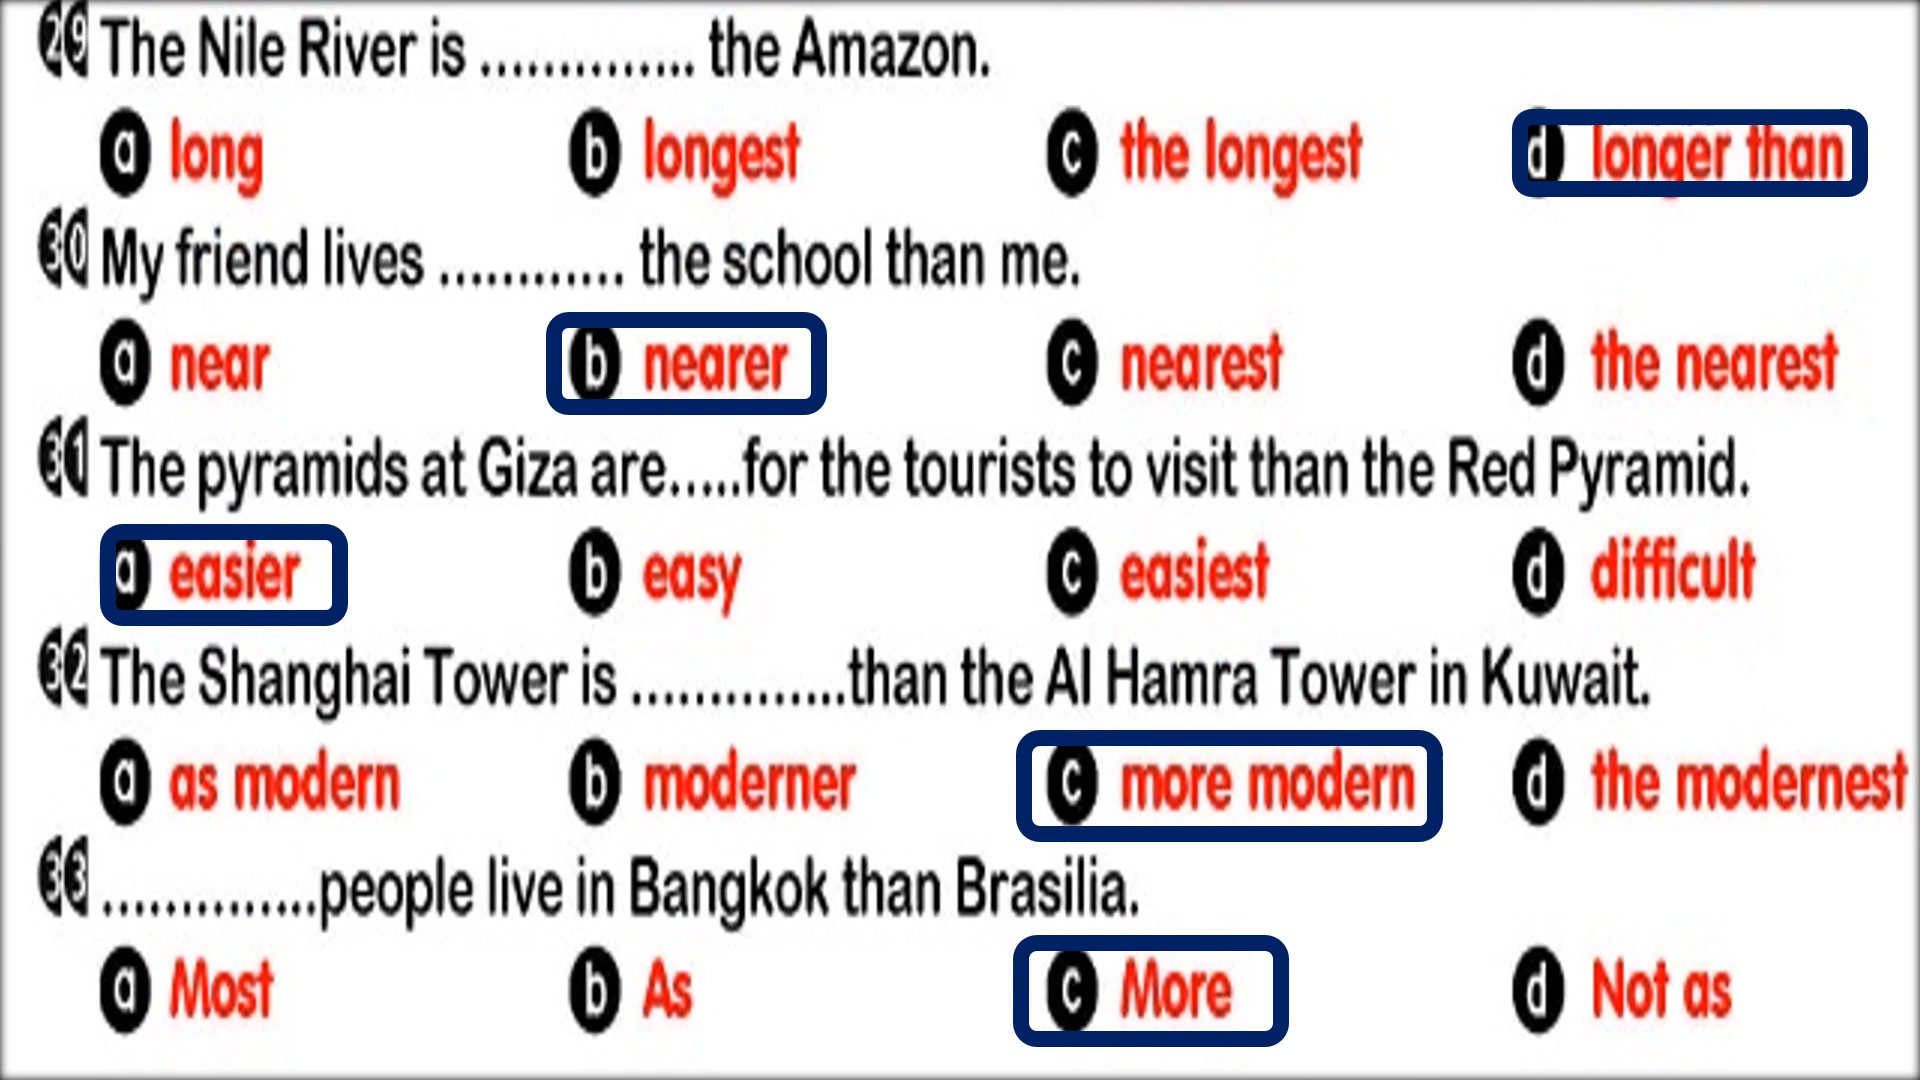 29 The Nile River is .............. the Amazon.
a long b longest c the longest d longer than
30 My friend lives ............ the school than me.
a near b nearer c nearest d the nearest
31 The pyramids at Giza are.....for the tourists to visit than the Red Pyramid.
a easier b easy c easiest d difficult
32 The Shanghai Tower is ..............than the Al Hamra Tower in Kuwait.
a as modern b moderner c more modern d the modernest
33 ..............people live in Bangkok than Brasilia.
a Most b As c More d Not as